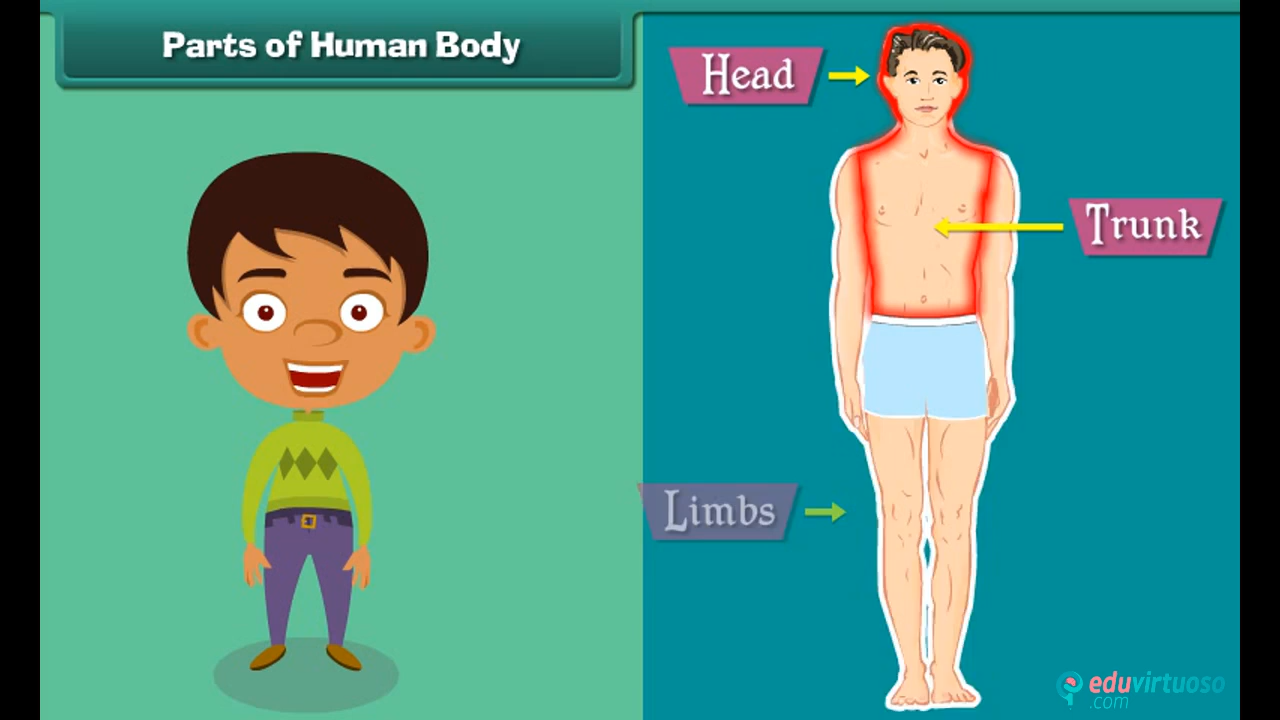 Parts of Human Body
Head
Trunk
Limbs
eduvirtuoso
.com